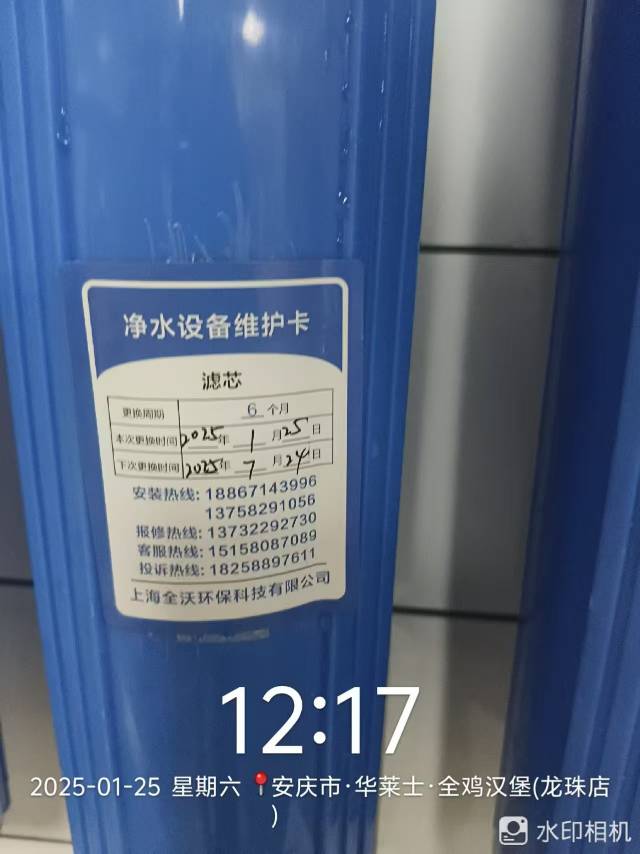 净水设备维护卡
滤芯
更换周期 6 个月
本次更换时间 2025年 1 月 25 日
下次更换时间 2025年 7 月 24 日
安装热线: 18867143996
13758291056
报修热线: 13732292730
客服热线: 15158087089
投诉热线: 18258897611
上海全沃环保科技有限公司
12:17
2025-01-25 星期六 安庆市·华莱士·全鸡汉堡(龙珠店
)
水印相机